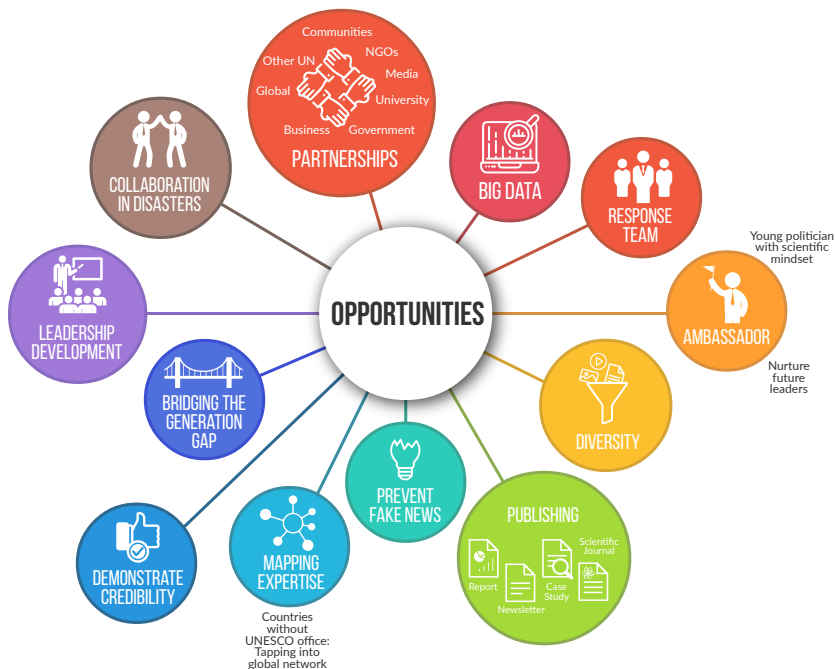 Communities
NGOs
Other UN
Media
Global
University
Business
Government
PARTNERSHIPS
COLLABORATION
IN DISASTERS
BIG DATA
RESPONSE
TEAM
Young politician
with scientific
mindset
AMBASSADOR
Nurture
future
leaders
OPPORTUNITIES
LEADERSHIP
DEVELOPMENT
BRIDGING THE
GENERATION
GAP
DIVERSITY
PREVENT
FAKE NEWS
PUBLISHING
Scientific
Journal
Report
Case
Study
Newsletter
DEMONSTRATE
CREDIBILITY
MAPPING
EXPERTISE
Countries
without
UNESCO office:
Tapping into
global network